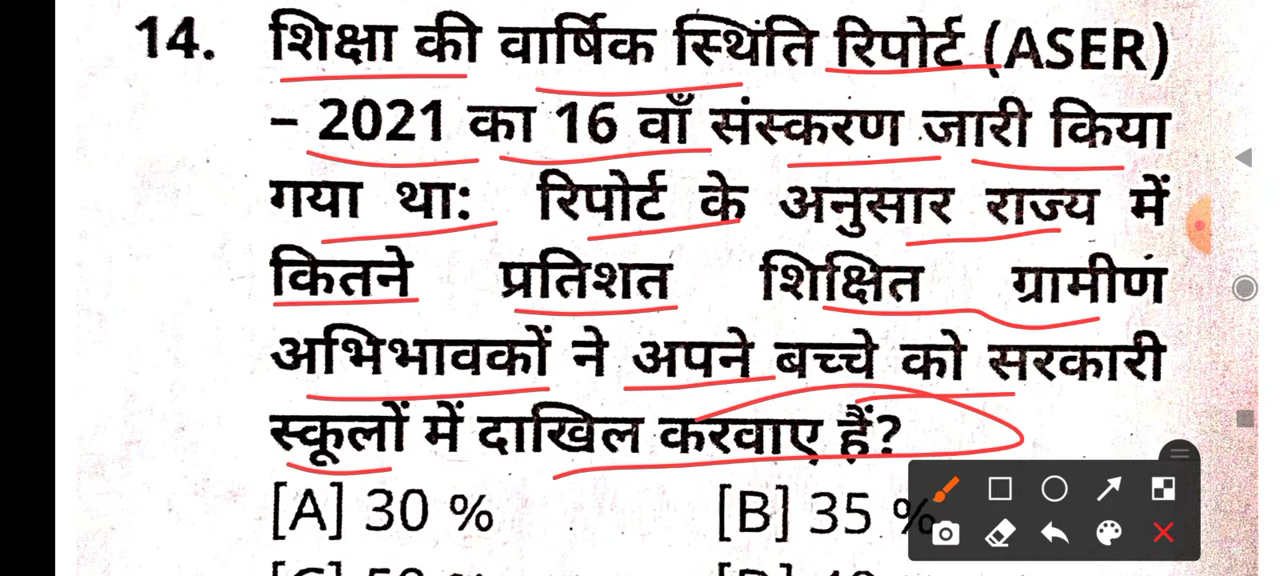 14. शिक्षा की वार्षिक स्थिति रिपोर्ट (ASER)
– 2021 का 16 वाँ संस्करण जारी किया
गया था: रिपोर्ट के अनुसार राज्य में
कितने प्रतिशत शिक्षित ग्रामीण
अभिभावकों ने अपने बच्चे को सरकारी
स्कूलों में दाखिल करवाए हैं?
[A] 30 % [B] 35 %